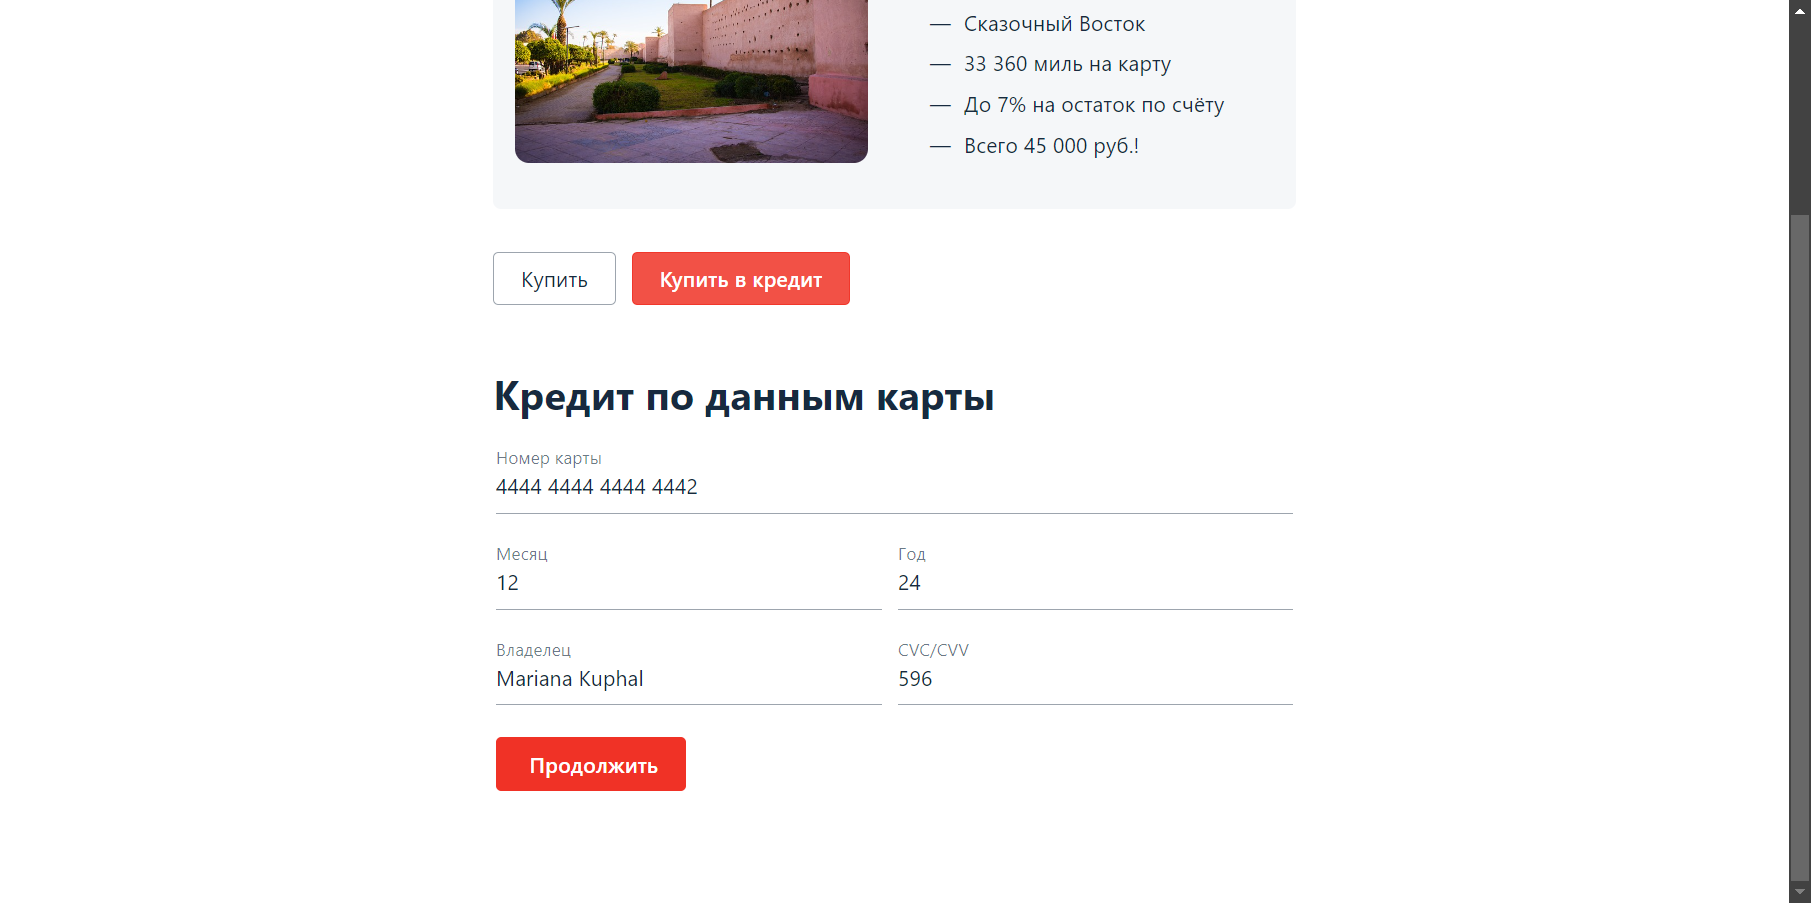 — Сказочный Восток
— 33 360 миль на карту
— До 7% на остаток по счёту
— Всего 45 000 руб.!
Купить
Купить в кредит
Кредит по данным карты
Номер карты
4444 4444 4444 4442
Месяц
Год
12
24
Владелец
CVC/CVV
Mariana Kuphal
596
Продолжить